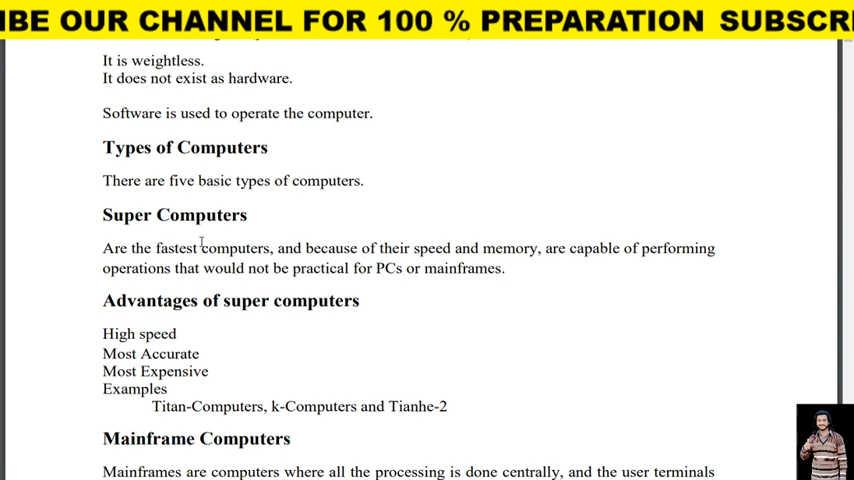 IBE OUR CHANNEL FOR 100 % PREPARATION SUBSCRI
It is weightless.
It does not exist as hardware.
Software is used to operate the computer.
Types of Computers
There are five basic types of computers.
Super Computers
Are the fastest computers, and because of their speed and memory, are capable of performing
operations that would not be practical for PCs or mainframes.
Advantages of super computers
High speed
Most Accurate
Most Expensive
Examples
Titan-Computers, k-Computers and Tianhe-2
Mainframe Computers
Mainframes are computers where all the processing is done centrally, and the user terminals